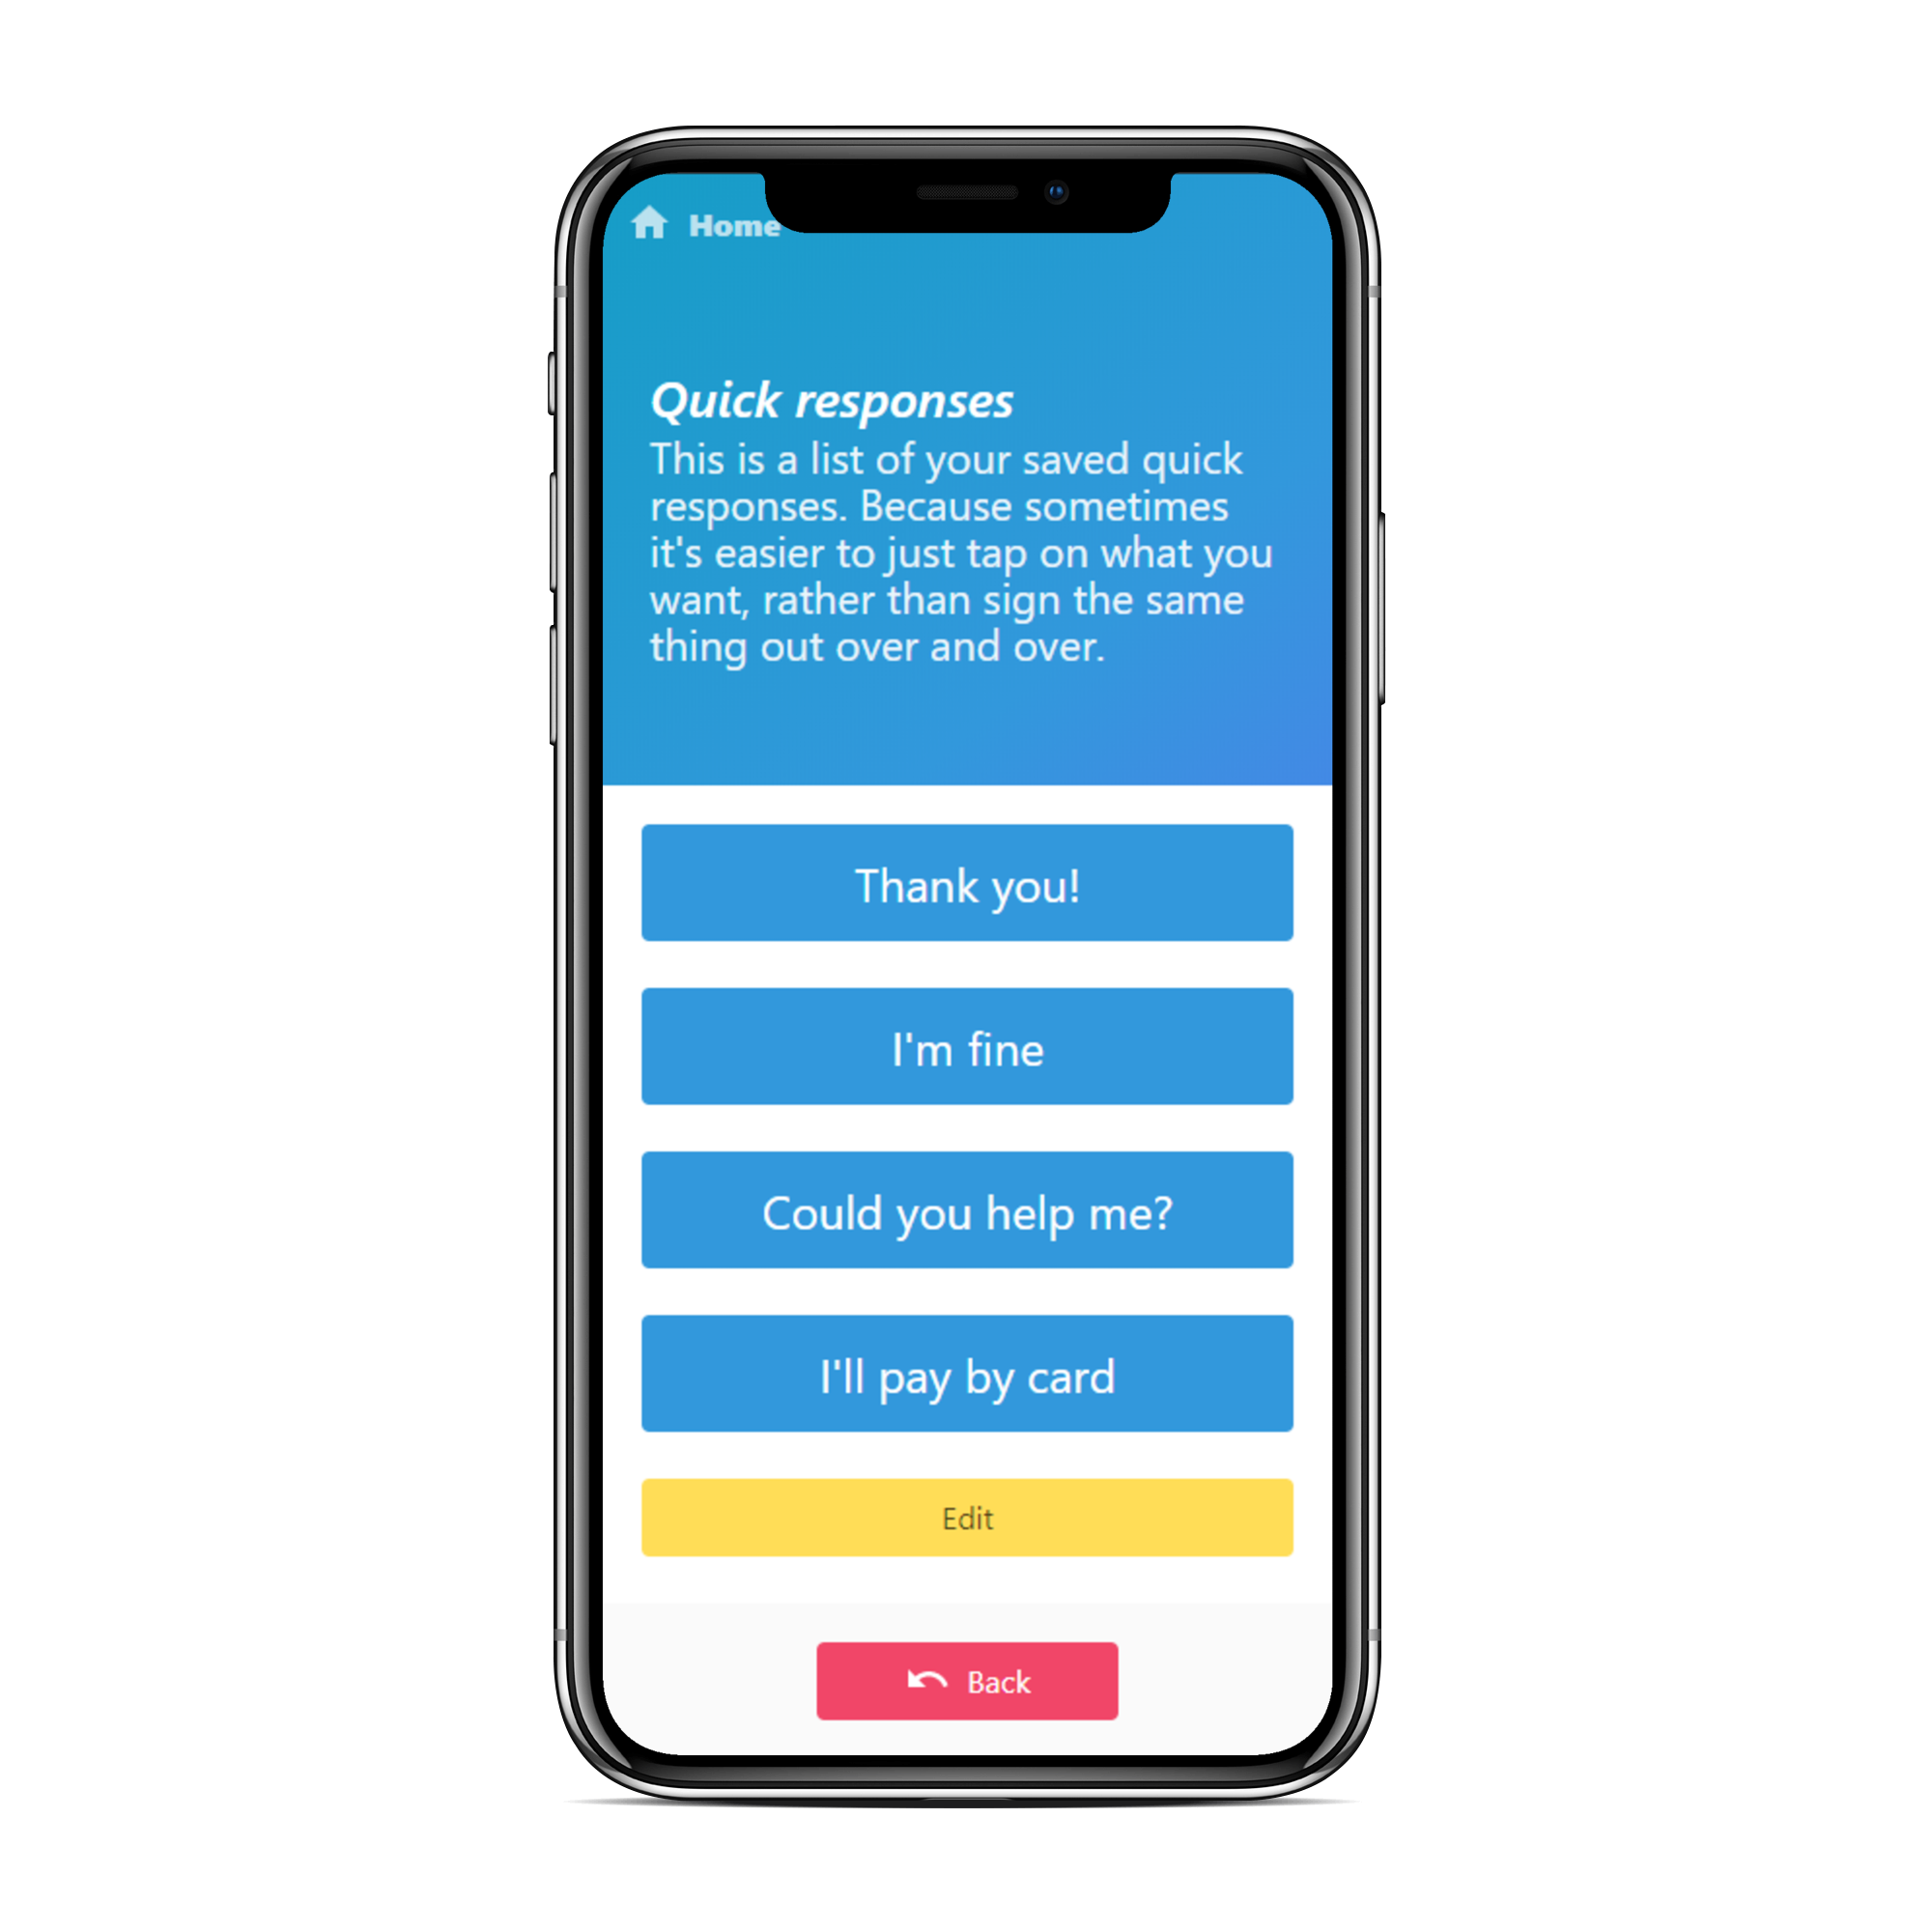 Home
Quick responses
This is a list of your saved quick
responses. Because sometimes
it's easier to just tap on what you
want, rather than sign the same
thing out over and over.
Thank you!
I'm fine
Could you help me?
I'll pay by card
Edit
Back